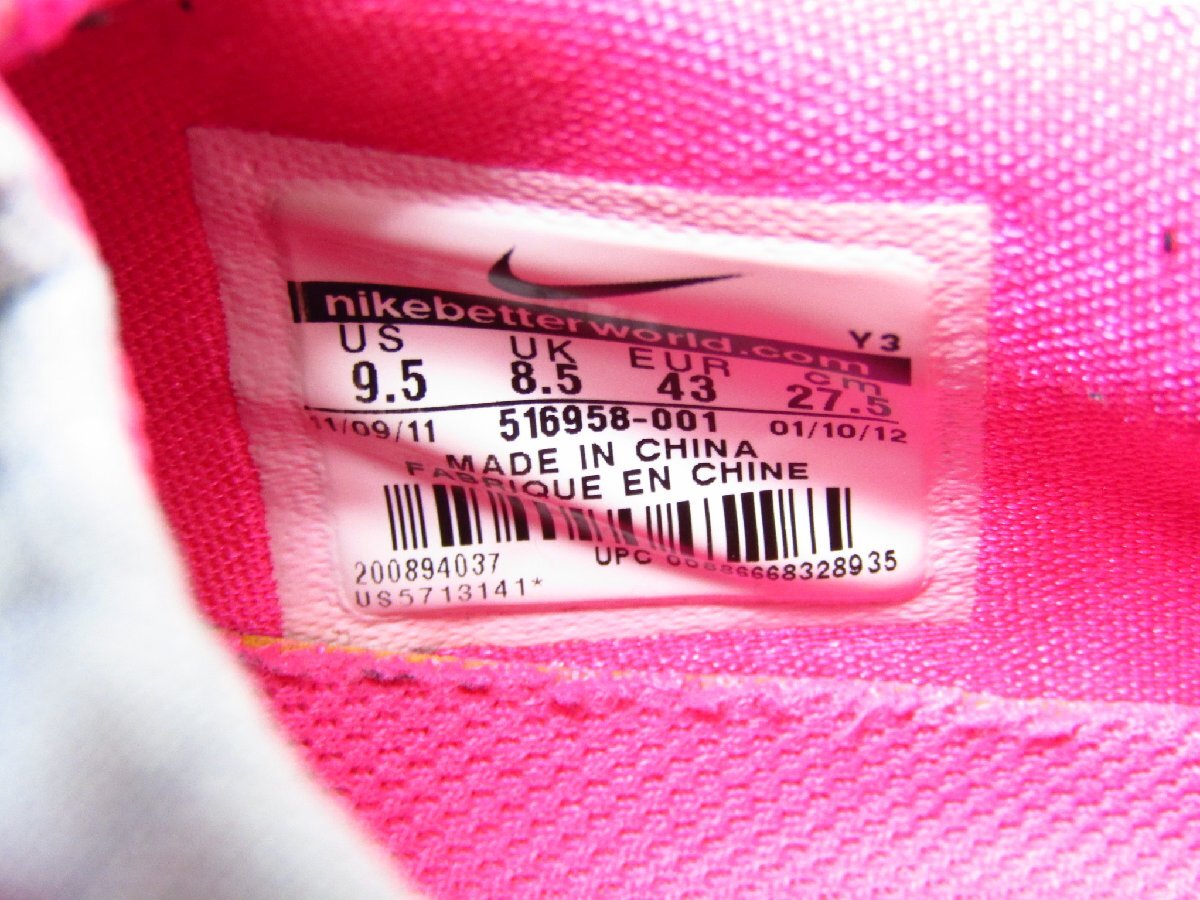 nikebetterworld.com
Y3
US UK EUR cm
9.5 8.5 43 27.5
11/09/11 516958-001 01/10/12
MADE IN CHINA
FABRIQUE EN CHINE
200894037 UPC 00886668328935
US5713141*